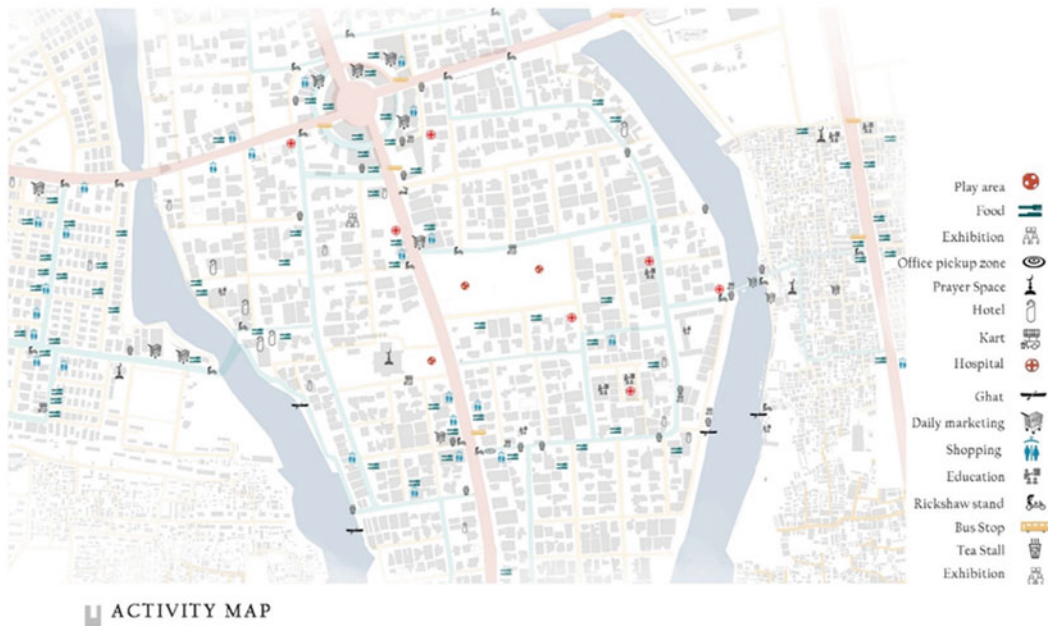 Play area
Food
Exhibition
Office pickup zone
Prayer Space
Hotel
Kart
Hospital
Ghat
Daily marketing
Shopping
Education
Rickshaw stand
Bus Stop
Tea Stall
Exhibition
ACTIVITY MAP